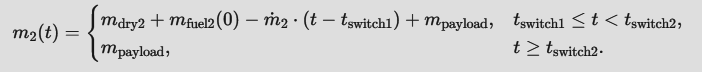 m_2(t) = { m_dry2 + m_fuel2(0) − ṁ_2 · (t − t_switch1) + m_payload,   t_switch1 ≤ t < t_switch2,
m_payload,   t ≥ t_switch2.